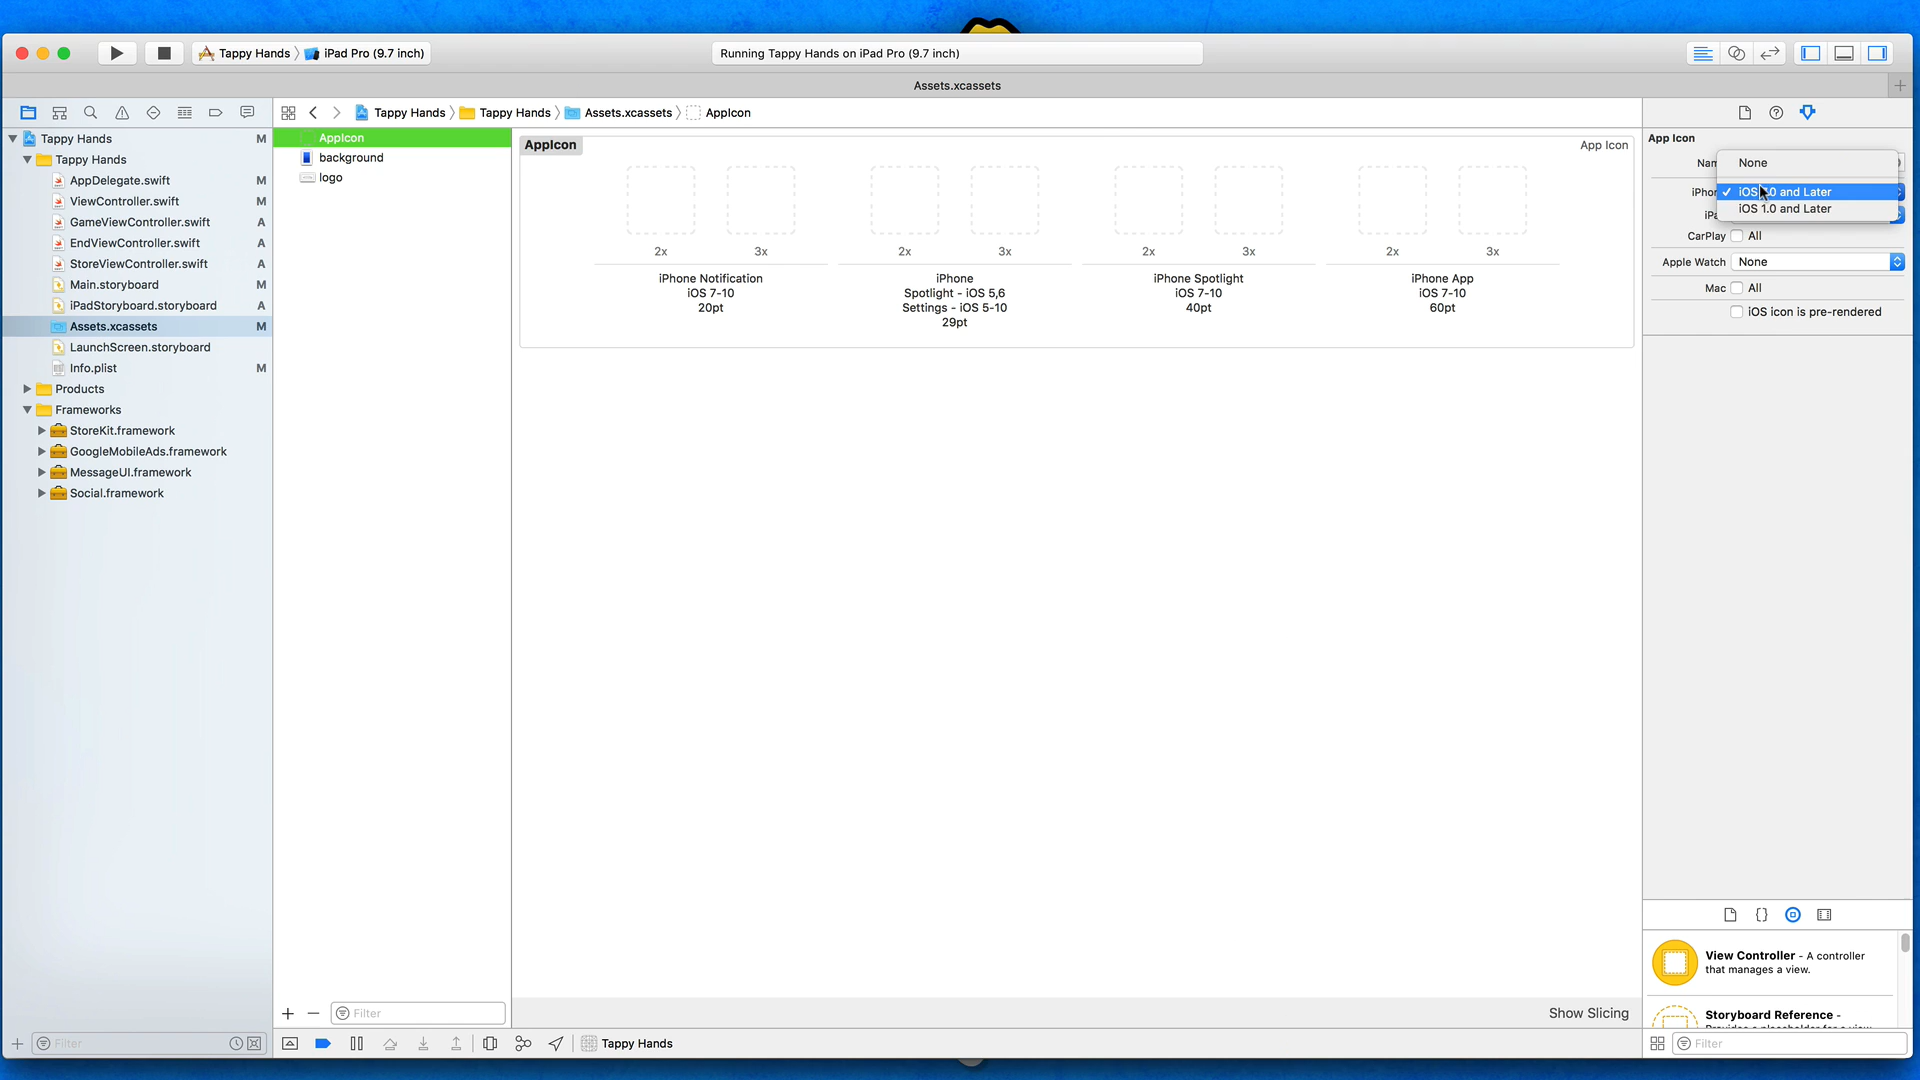 Tappy Hands
iPad Pro (9.7 inch)
Running Tappy Hands on iPad Pro (9.7 inch)
Assets.xcassets
Tappy Hands
Tappy Hands
Assets.xcassets
AppIcon
Tappy Hands M
Tappy Hands
AppDelegate.swift M
ViewController.swift M
GameViewController.swift A
EndViewController.swift A
StoreViewController.swift A
Main.storyboard M
iPadStoryboard.storyboard A
Assets.xcassets M
LaunchScreen.storyboard
Info.plist M
Products
Frameworks
StoreKit.framework
GoogleMobileAds.framework
MessageUI.framework
Social.framework
Filter
AppIcon
background
logo
Filter
AppIcon
App Icon
2x 3x
iPhone Notification
iOS 7-10
20pt
2x 3x
iPhone
Spotlight - iOS 5,6
Settings - iOS 5-10
29pt
2x 3x
iPhone Spotlight
iOS 7-10
40pt
2x 3x
iPhone App
iOS 7-10
60pt
Show Slicing
Tappy Hands
App Icon
None
and Later
iOS 1.0 and Later
CarPlay All
Apple Watch None
Mac All
iOS icon is pre-rendered
View Controller - A controller
that manages a view.
Storyboard Reference -
Filter